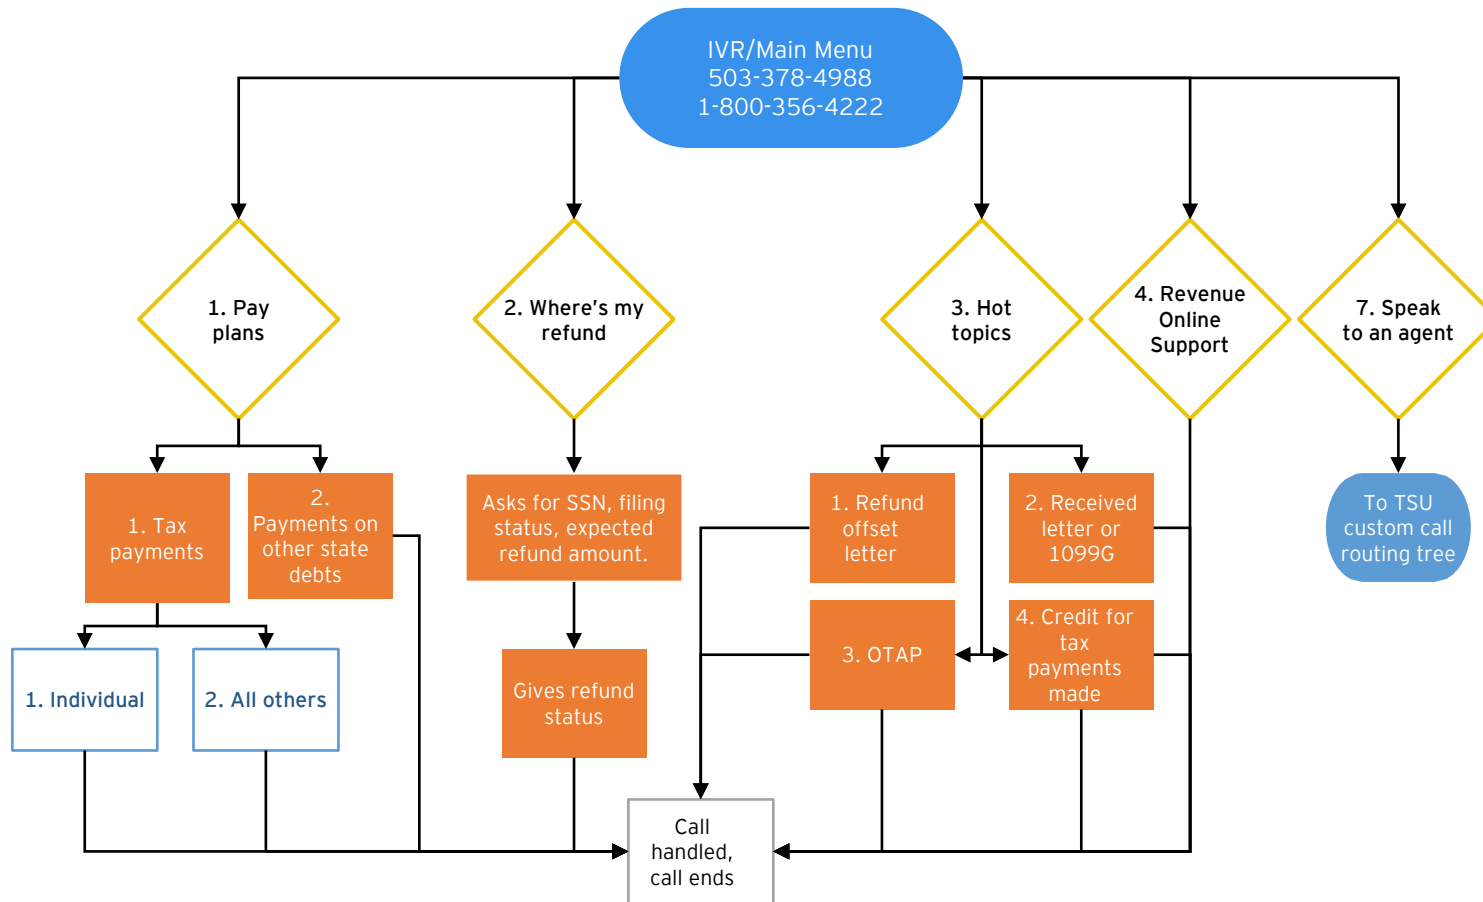 IVR/Main Menu
503-378-4988
1-800-356-4222
1. Pay
plans
2. Where's my
refund
3. Hot
topics
4. Revenue
Online
Support
7. Speak
to an agent
1. Tax
payments
2.
Payments on
other state
debts
Asks for SSN, filing
status, expected
refund amount.
1. Refund
offset
letter
2. Received
letter or
1099G
To TSU
custom call
routing tree
1. Individual
2. All others
Gives refund
status
3. OTAP
4. Credit for
tax
payments
made
Call
handled,
call ends